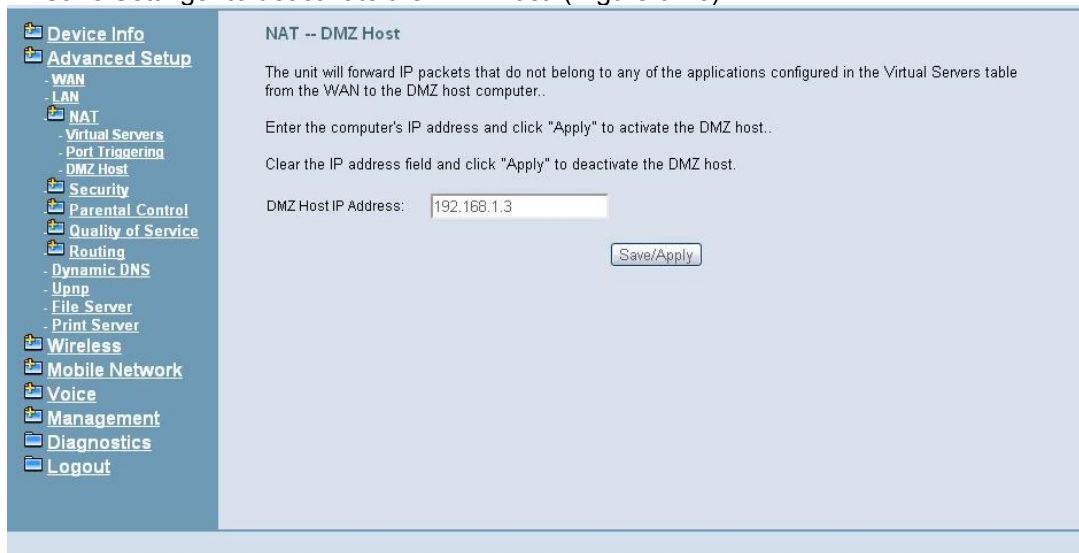 Device Info
Advanced Setup
- WAN
- LAN
NAT
- Virtual Servers
- Port Triggering
- DMZ Host
Security
Parental Control
Quality of Service
Routing
- Dynamic DNS
- Upnp
- File Server
- Print Server
Wireless
Mobile Network
Voice
Management
Diagnostics
Logout
NAT -- DMZ Host
The unit will forward IP packets that do not belong to any of the applications configured in the Virtual Servers table
from the WAN to the DMZ host computer..
Enter the computer's IP address and click "Apply" to activate the DMZ host..
Clear the IP address field and click "Apply" to deactivate the DMZ host.
DMZ Host IP Address: 192.168.1.3
Save/Apply